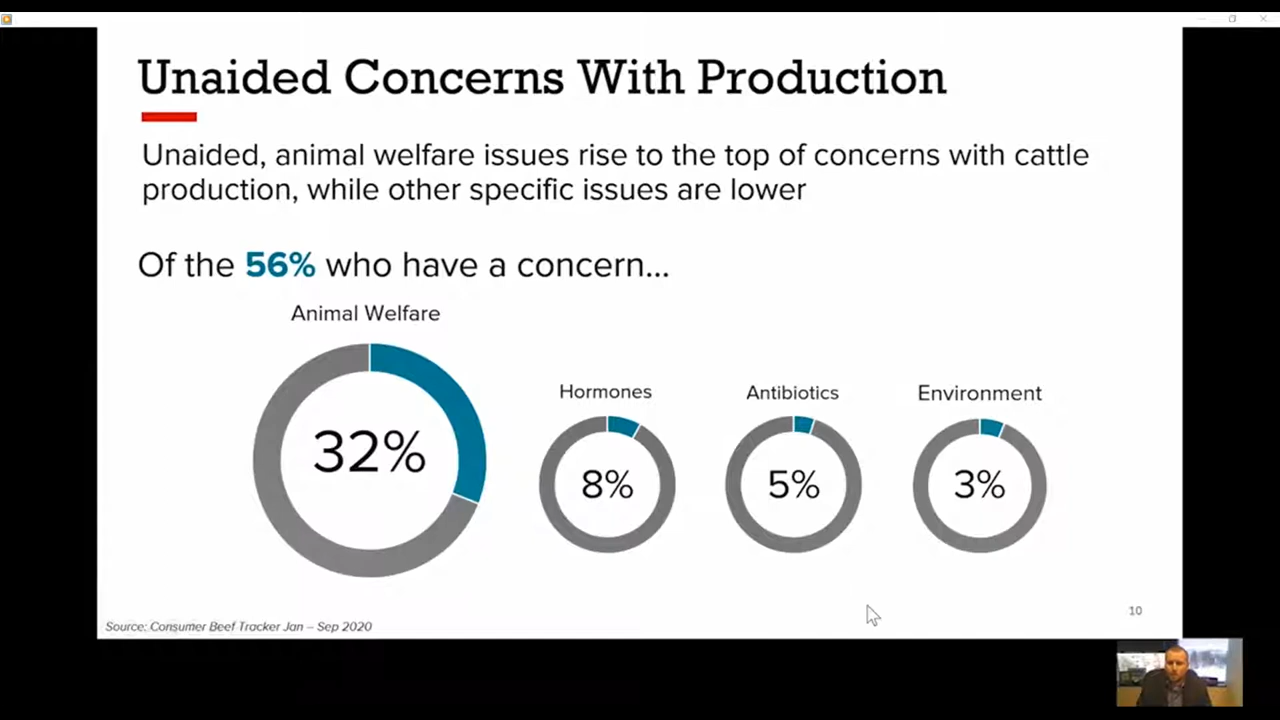 Unaided Concerns With Production
Unaided, animal welfare issues rise to the top of concerns with cattle
production, while other specific issues are lower
Of the 56% who have a concern...
Animal Welfare
32%
Hormones
8%
Antibiotics
5%
Environment
3%
10
Source: Consumer Beef Tracker Jan – Sep 2020